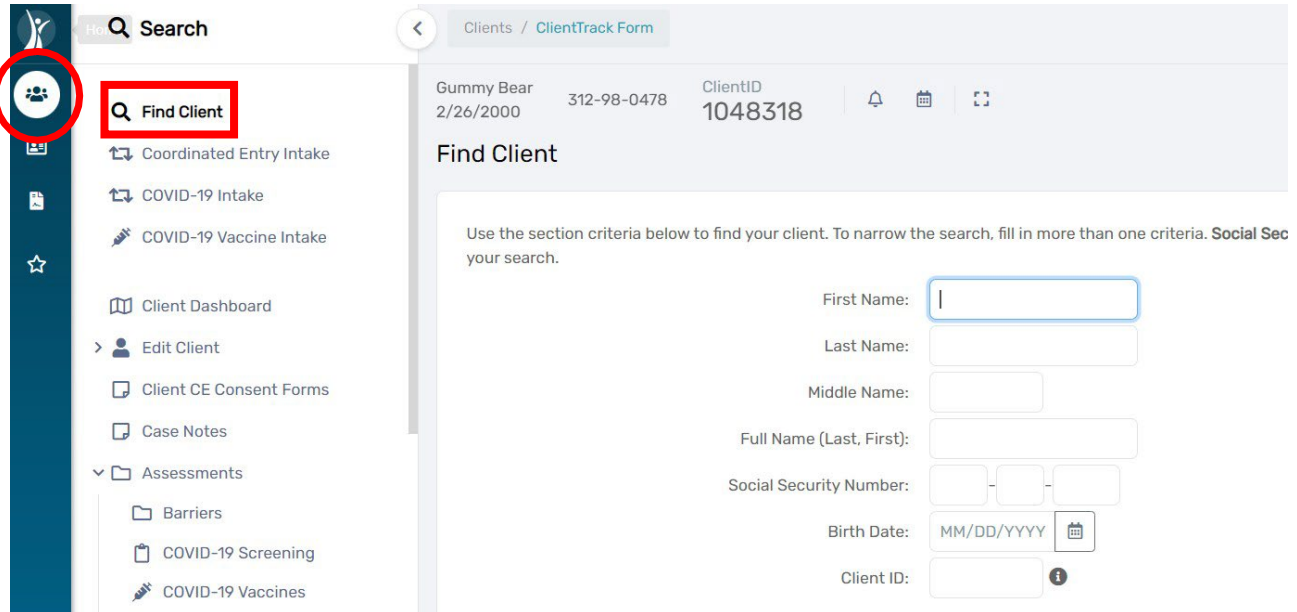 Search
Find Client
Coordinated Entry Intake
COVID-19 Intake
COVID-19 Vaccine Intake
Client Dashboard
Edit Client
Client CE Consent Forms
Case Notes
Assessments
Barriers
COVID-19 Screening
COVID-19 Vaccines
Clients / ClientTrack Form
Gummy Bear
2/26/2000
312-98-0478
ClientID
1048318
Find Client
Use the section criteria below to find your client. To narrow the search, fill in more than one criteria. Social Sec
your search.
First Name:
Last Name:
Middle Name:
Full Name (Last, First):
Social Security Number:
- -
Birth Date: MM/DD/YYYY
Client ID: